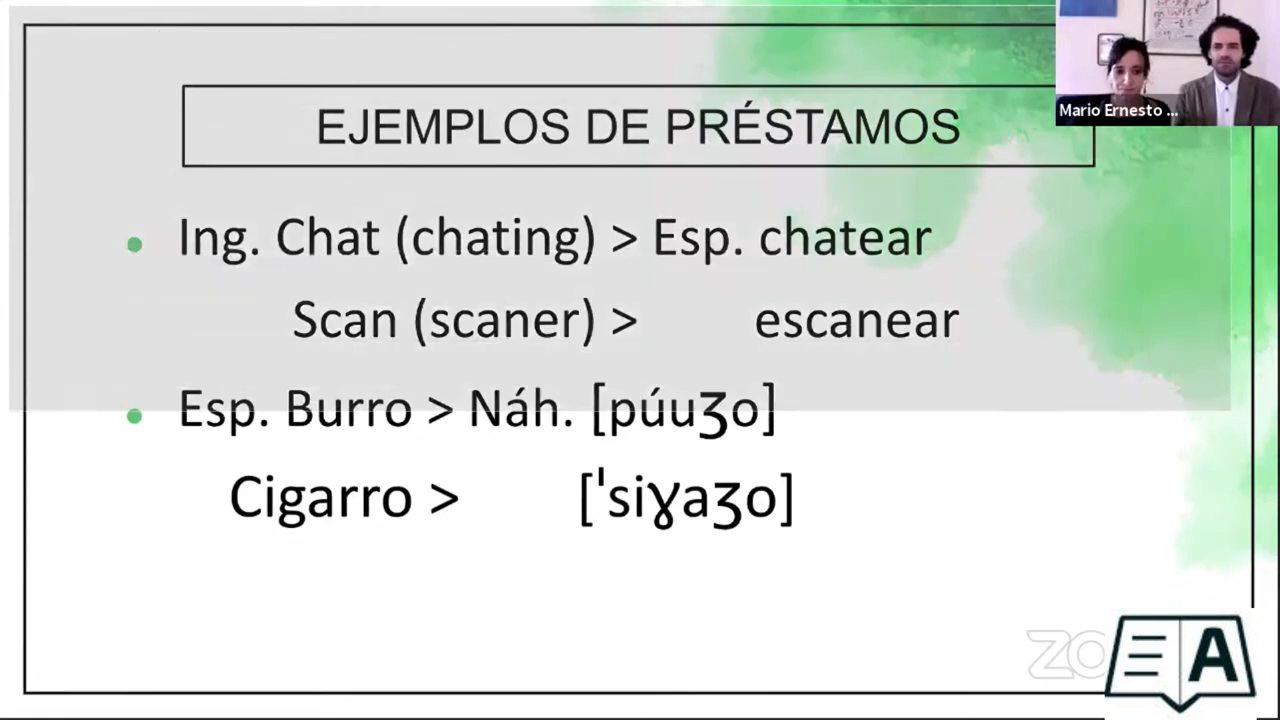 EJEMPLOS DE PRÉSTAMOS
Mario Ernesto ...
• Ing. Chat (chating) > Esp. chatear
Scan (scaner) > escanear
• Esp. Burro > Náh. [púuʒo]
Cigarro > [ˈsiɣaʒo]
ZO
A